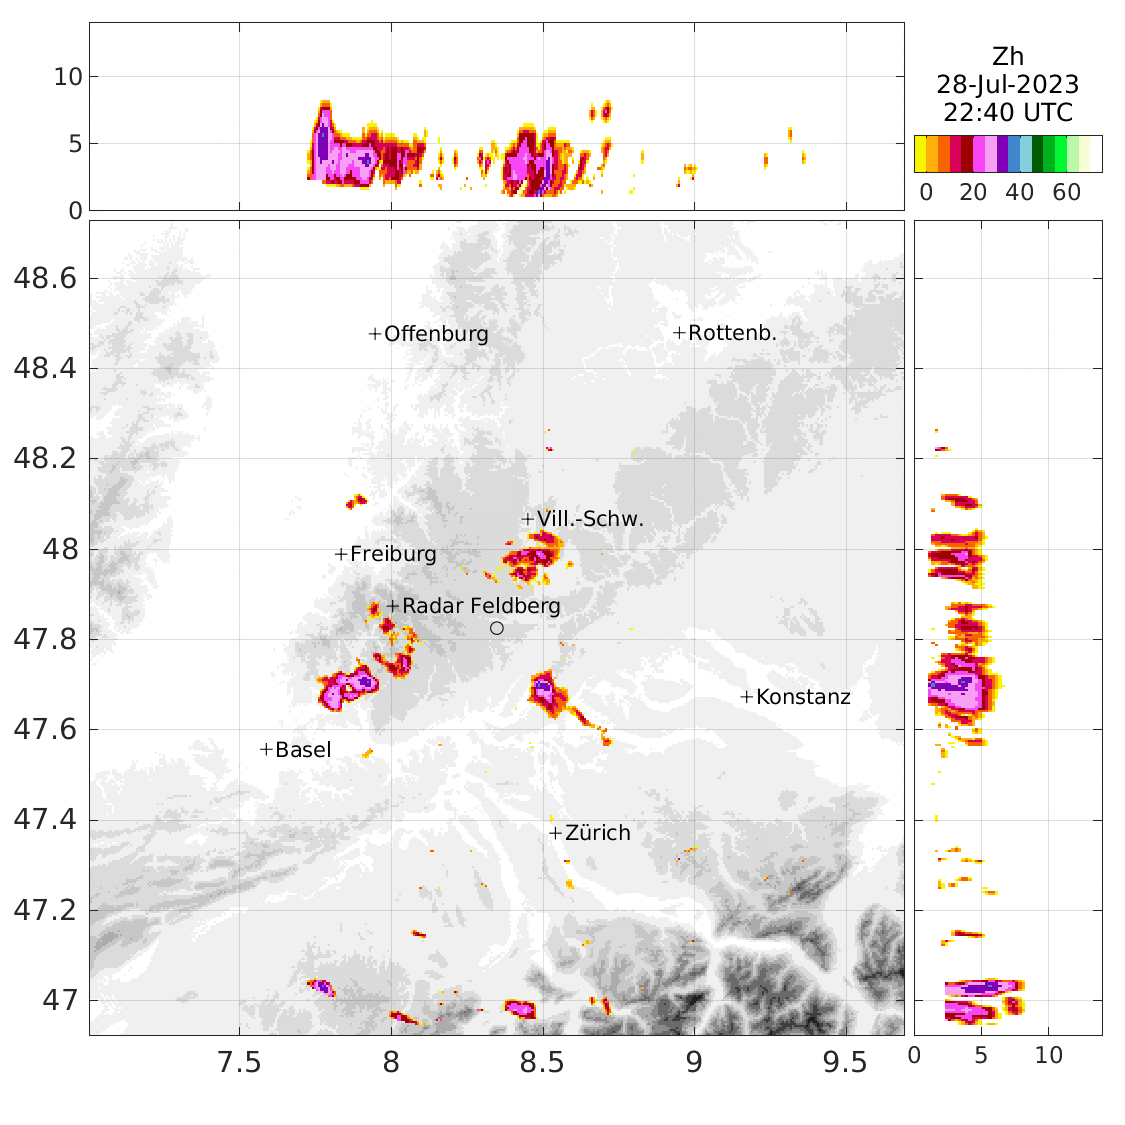 10
5
0
Zh
28-Jul-2023
22:40 UTC
0 20 40 60
48.6
48.4
48.2
48
47.8
47.6
47.4
47.2
47
+Offenburg
+Rottenb.
+Vill.-Schw.
+Freiburg
+Radar Feldberg
+Konstanz
+Basel
+Zürich
7.5 8 8.5 9 9.5
0 5 10